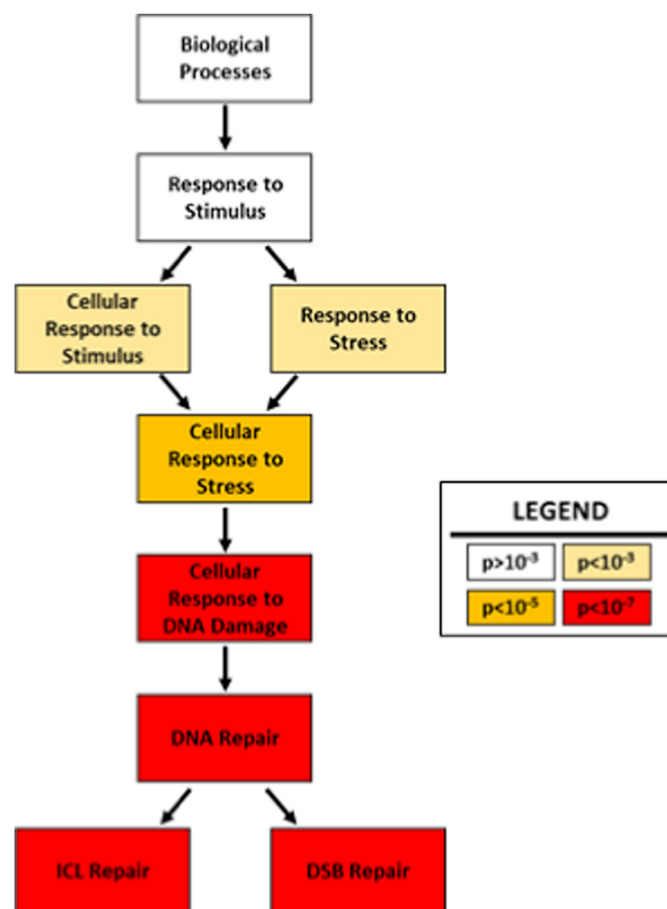 Biological
Processes
Response to
Stimulus
Cellular
Response to
Stimulus
Response to
Stress
Cellular
Response to
Stress
LEGEND
p>10⁻³
p<10⁻³
p<10⁻⁵
p<10⁻⁷
Cellular
Response to
DNA Damage
DNA Repair
ICL Repair
DSB Repair